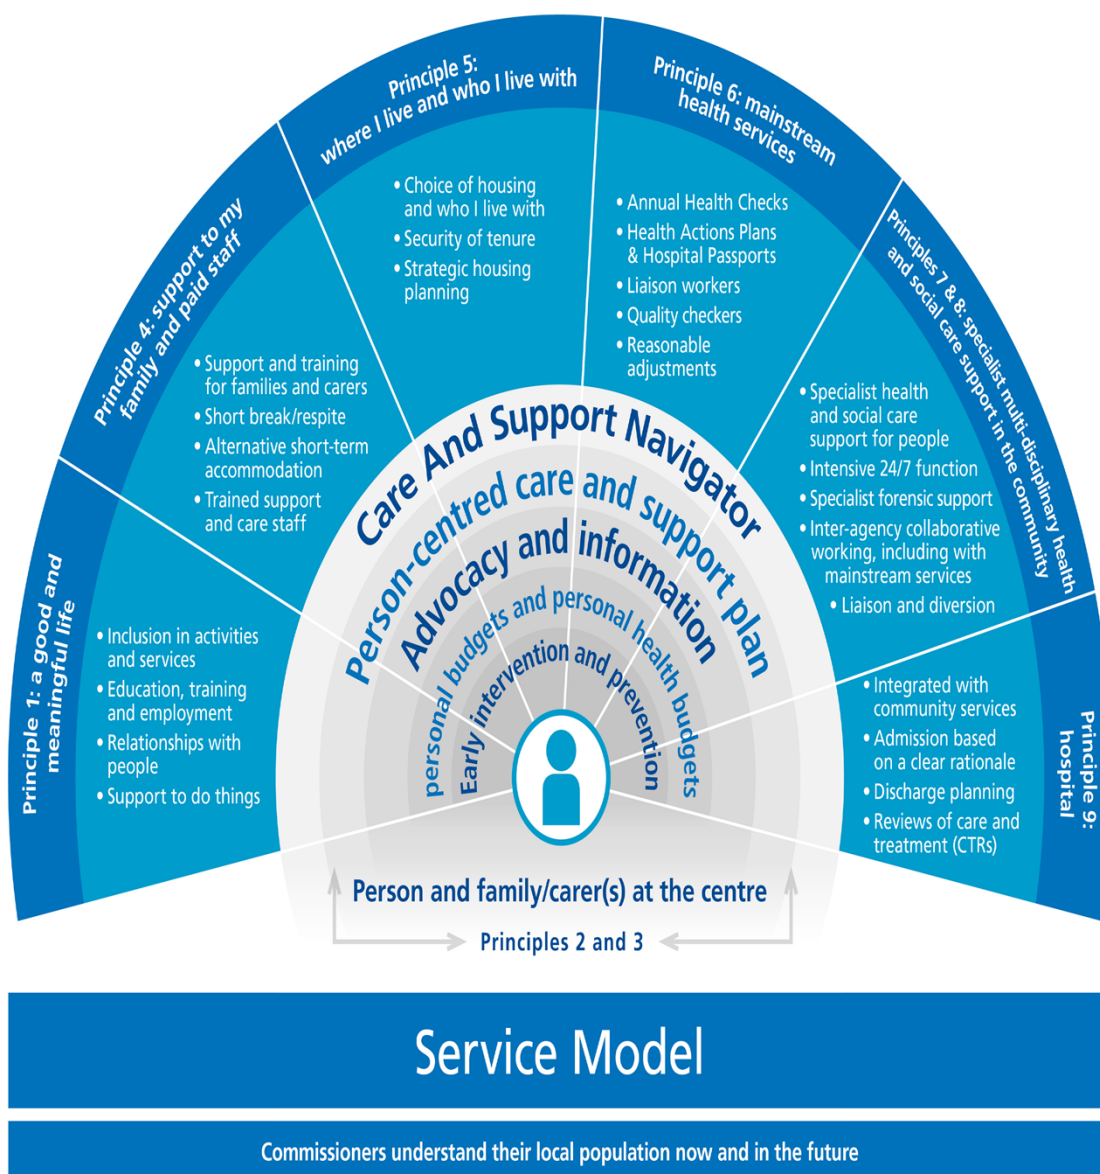 Principle 1: a good and
meaningful life
• Inclusion in activities
and services
• Education, training
and employment
• Relationships with
people
• Support to do things
Principle 4: support to my
family and paid staff
• Support and training
for families and carers
• Short break/respite
• Alternative short-term
accommodation
• Trained support
and care staff
Principle 5:
where I live and who I live with
• Choice of housing
and who I live with
• Security of tenure
• Strategic housing
planning
Principle 6: mainstream
health services
• Annual Health Checks
• Health Actions Plans
& Hospital Passports
• Liaison workers
• Quality checkers
• Reasonable
adjustments
Principles 7 & 8: specialist multi-disciplinary health
and social care support in the community
• Specialist health
and social care
support for people
• Intensive 24/7 function
• Specialist forensic support
• Inter-agency collaborative
working, including with
mainstream services
• Liaison and diversion
Principle 9:
hospital
• Integrated with
community services
• Admission based
on a clear rationale
• Discharge planning
• Reviews of care and
treatment (CTRs)
Care And Support Navigator
Person-centred care and support plan
Advocacy and information
personal budgets and personal health budgets
Early intervention and prevention
Person and family/carer(s) at the centre
Principles 2 and 3
Service Model
Commissioners understand their local population now and in the future